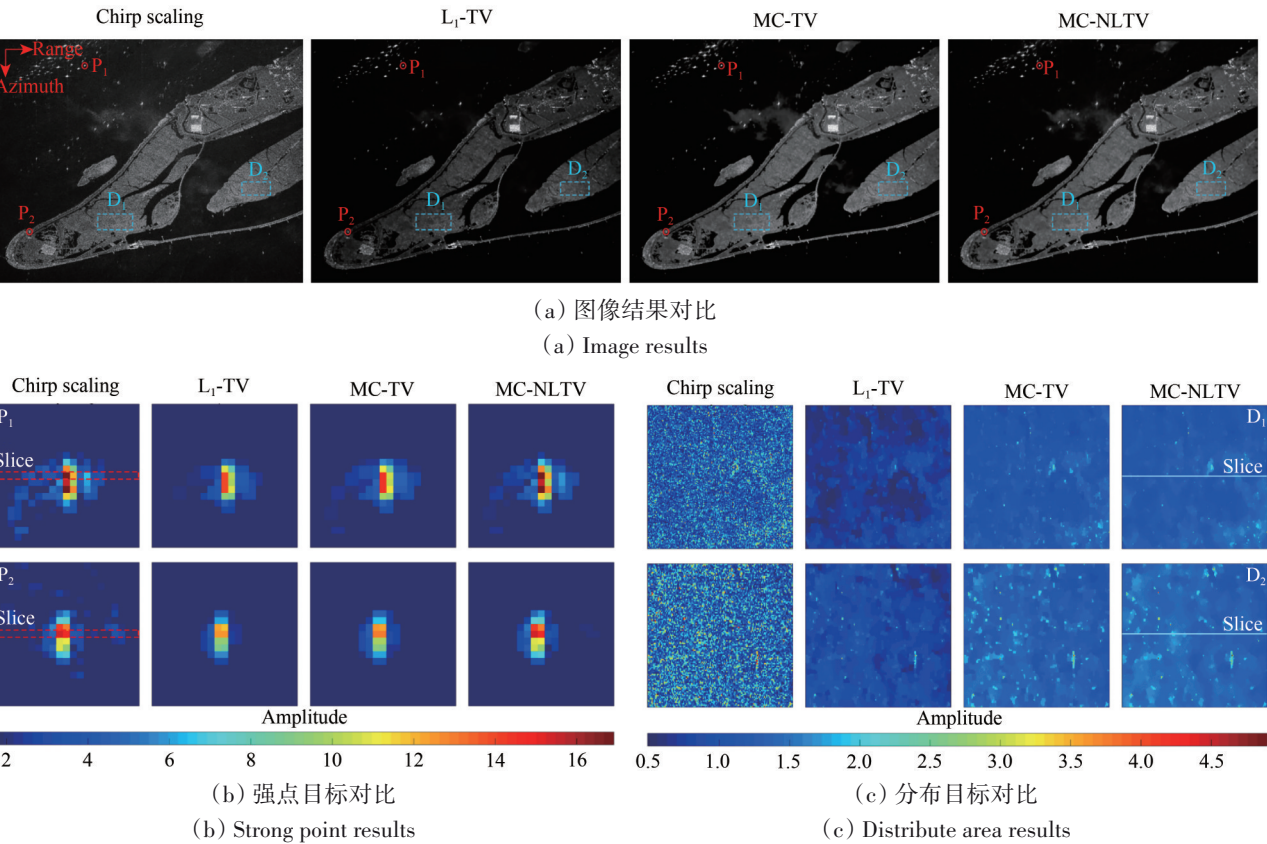 Chirp scaling L₁-TV MC-TV MC-NLTV
Range
Azimuth
P₁ P₁ P₁ P₁
D₂ D₂ D₂ D₂
D₁ D₁ D₁ D₁
P₂ P₂ P₂ P₂
(a) 图像结果对比
(a) Image results
Chirp scaling L₁-TV MC-TV MC-NLTV
P₁
Slice
P₂
Slice
Amplitude
2 4 6 8 10 12 14 16
(b) 强点目标对比
(b) Strong point results
Chirp scaling L₁-TV MC-TV MC-NLTV
D₁
Slice
D₂
Slice
Amplitude
0.5 1.0 1.5 2.0 2.5 3.0 3.5 4.0 4.5
(c) 分布目标对比
(c) Distribute area results